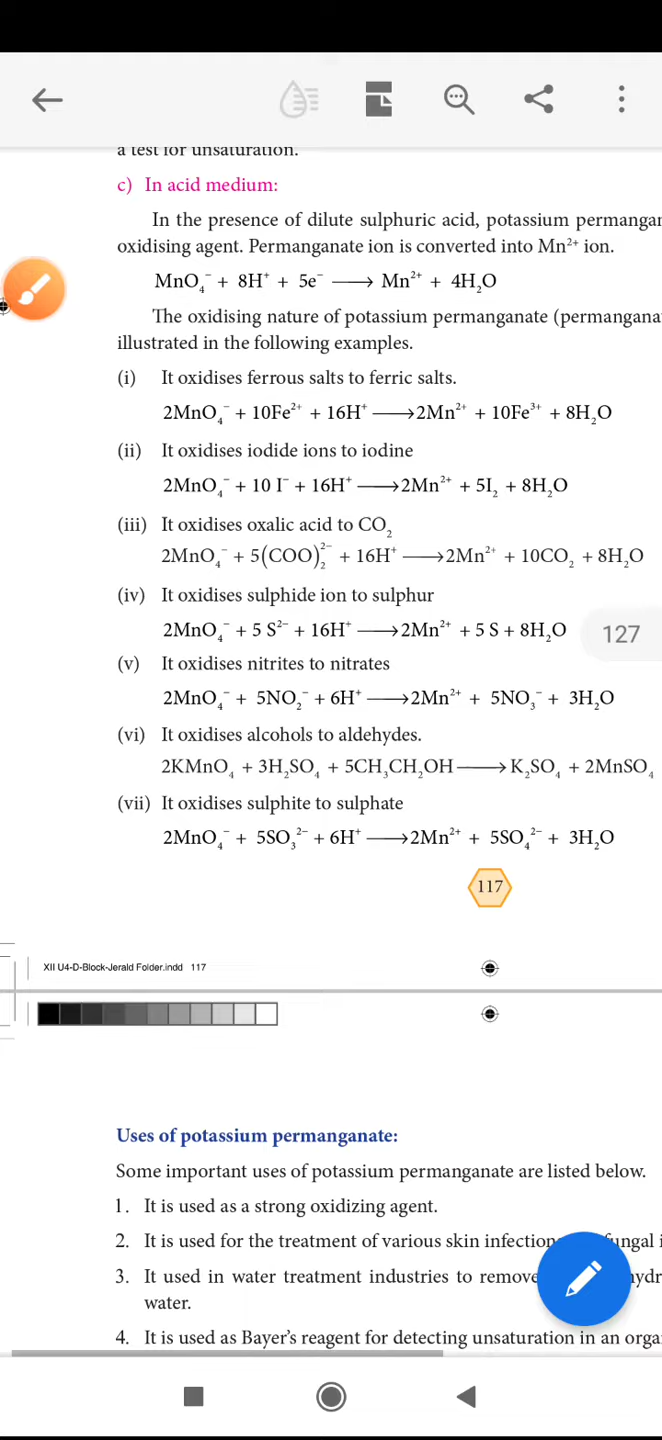 a test for unsaturation.
c) In acid medium:
In the presence of dilute sulphuric acid, potassium
oxidising agent. Permanganate ion is converted into Mn²⁺ ion.
MnO₄⁻ + 8H⁺ + 5e⁻ ⟶ Mn²⁺ + 4H₂O
The oxidising nature of potassium permanganate
illustrated in the following examples.
(i) It oxidises ferrous salts to ferric salts.
2MnO₄⁻ + 10Fe²⁺ + 16H⁺ ⟶ 2Mn²⁺ + 10Fe³⁺ + 8H₂O
(ii) It oxidises iodide ions to iodine
2MnO₄⁻ + 10 I⁻ + 16H⁺ ⟶ 2Mn²⁺ + 5I₂ + 8H₂O
(iii) It oxidises oxalic acid to CO₂
2MnO₄⁻ + 5(COO)₂²⁻ + 16H⁺ ⟶ 2Mn²⁺ + 10CO₂ + 8H₂O
(iv) It oxidises sulphide ion to sulphur
2MnO₄⁻ + 5 S²⁻ + 16H⁺ ⟶ 2Mn²⁺ + 5 S + 8H₂O
127
(v) It oxidises nitrites to nitrates
2MnO₄⁻ + 5NO₂⁻ + 6H⁺ ⟶ 2Mn²⁺ + 5NO₃⁻ + 3H₂O
(vi) It oxidises alcohols to aldehydes.
2KMnO₄ + 3H₂SO₄ + 5CH₃CH₂OH ⟶ K₂SO₄ + 2MnSO₄
(vii) It oxidises sulphite to sulphate
2MnO₄⁻ + 5SO₃²⁻ + 6H⁺ ⟶ 2Mn²⁺ + 5SO₄²⁻ + 3H₂O
117
XII U4-D-Block-Jerald Folder.indd 117
Uses of potassium permanganate:
Some important uses of potassium permanganate are listed below.
1. It is used as a strong oxidizing agent.
2. It is used for the treatment of various skin
3. It used in water treatment industries to remove
water.
4. It is used as Bayer's reagent for detecting unsaturation in an